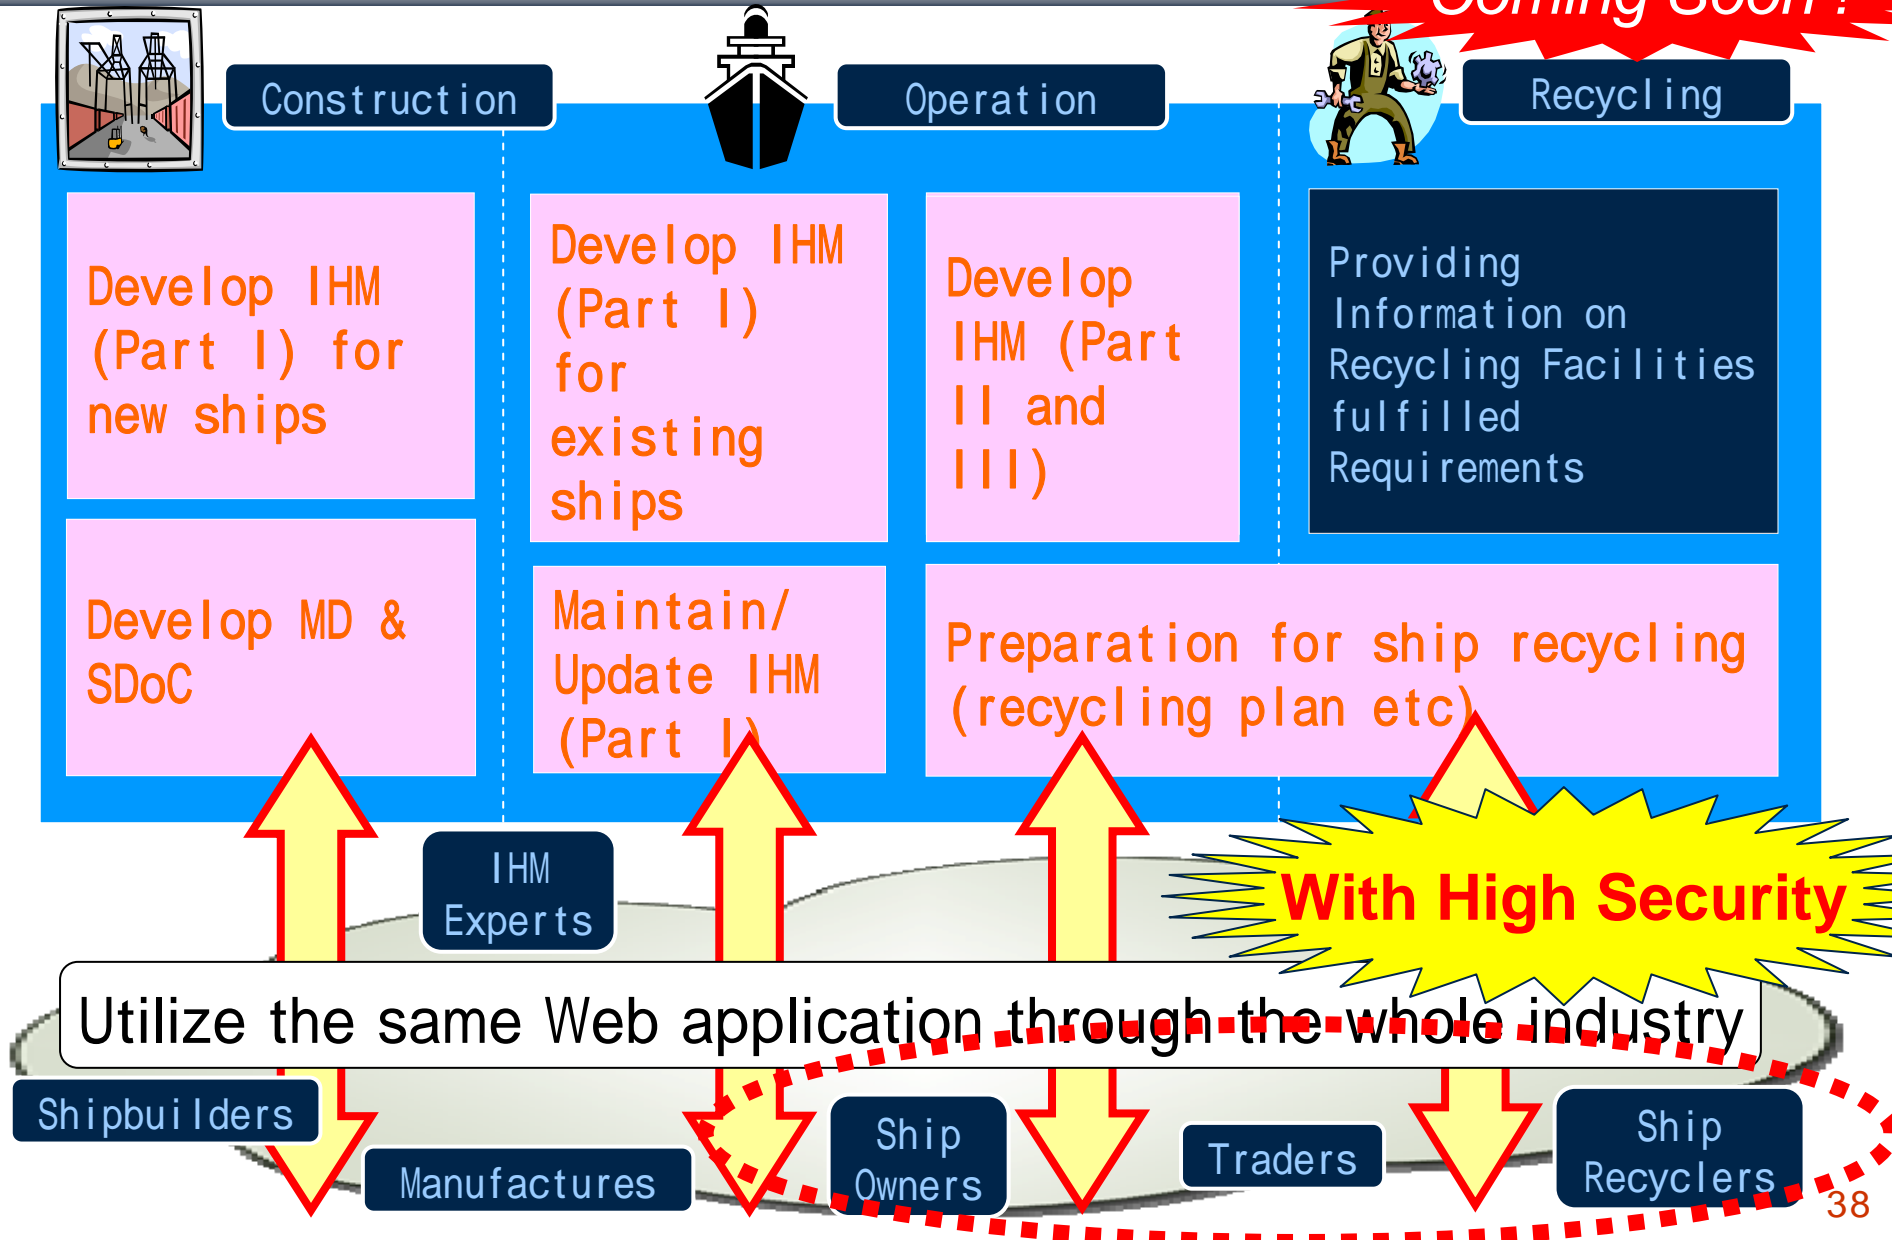 Coming Soon !
Construction
Operation
Recycling
Develop IHM
(Part I) for
new ships
Develop IHM
(Part I)
for
existing
ships
Develop
IHM (Part
II and
III)
Providing
Information on
Recycling Facilities
fulfilled
Requirements
Develop MD &
SDoC
Maintain/
Update IHM
(Part I)
Preparation for ship recycling
(recycling plan etc)
IHM
Experts
With High Security
Utilize the same Web application through the whole industry
Shipbuilders
Manufactures
Ship
Owners
Traders
Ship
Recyclers
38